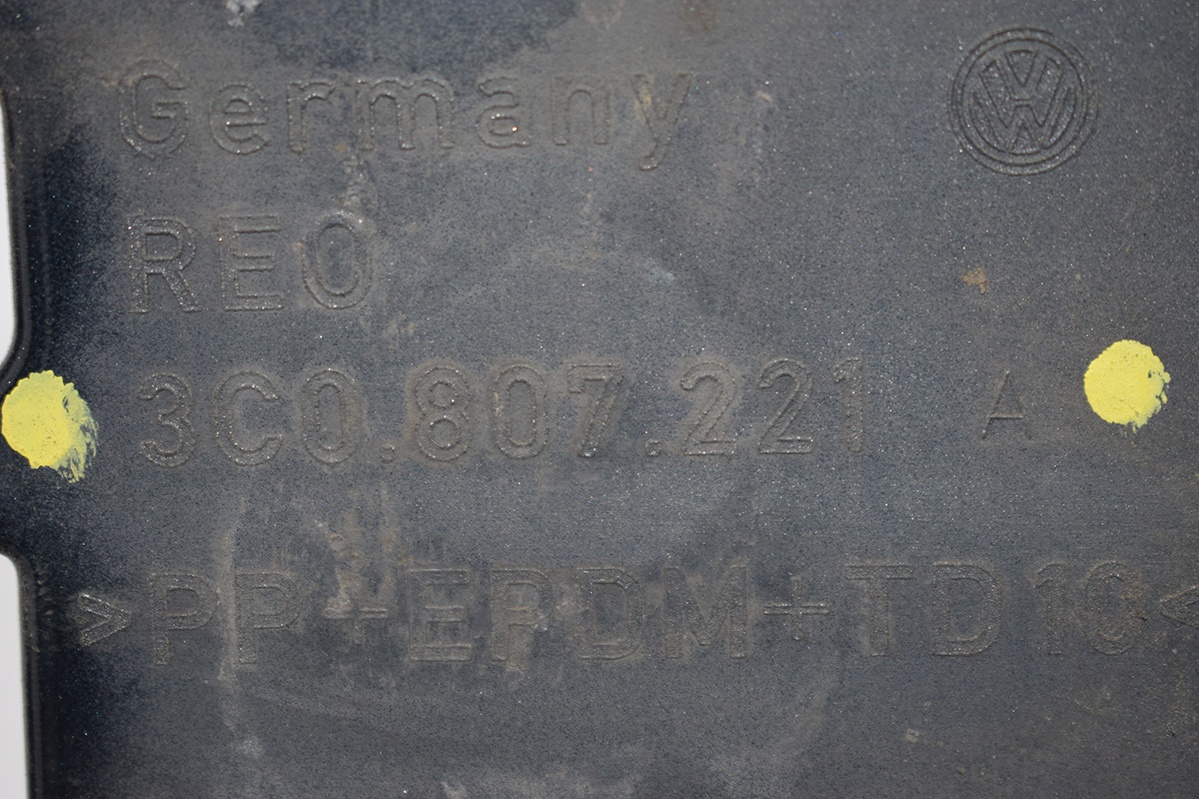 Germany
REO
3C0.807.221 A
>PP+EPDM+TD10<